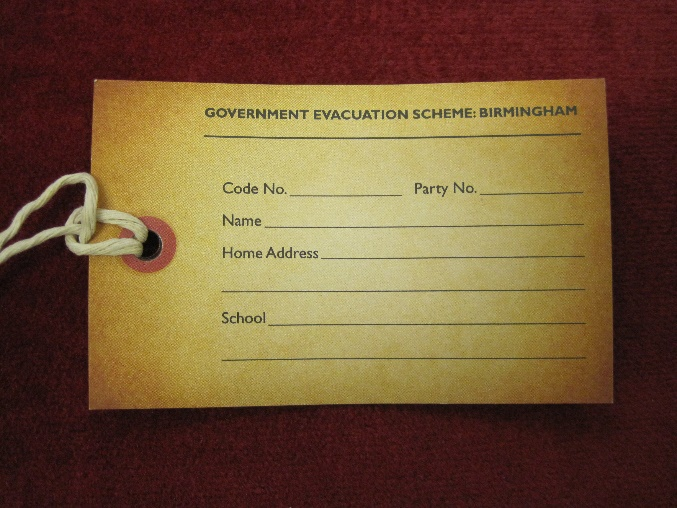 GOVERNMENT EVACUATION SCHEME: BIRMINGHAM
Code No. Party No.
Name
Home Address
School